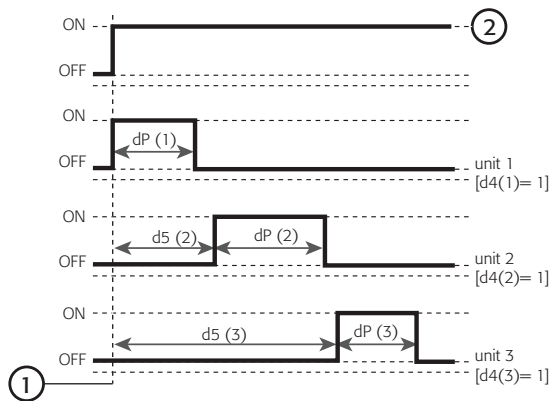 ON
2
OFF
ON
dP (1)
OFF
unit 1
[d4(1)= 1]
ON
d5 (2)
dP (2)
OFF
unit 2
[d4(2)= 1]
ON
d5 (3)
dP (3)
OFF
unit 3
[d4(3)= 1]
1